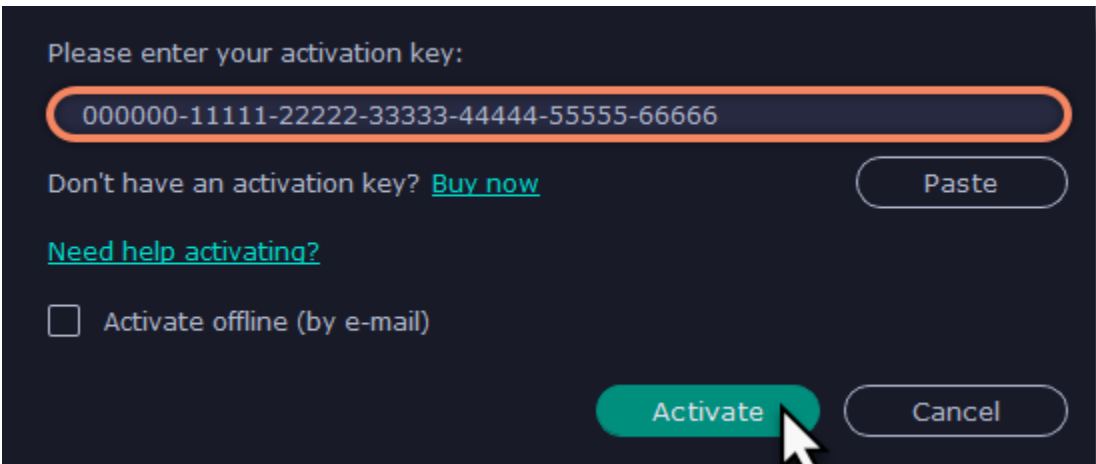 Please enter your activation key:
000000-11111-22222-33333-44444-55555-66666
Don't have an activation key? Buy now
Paste
Need help activating?
Activate offline (by e-mail)
Activate
Cancel